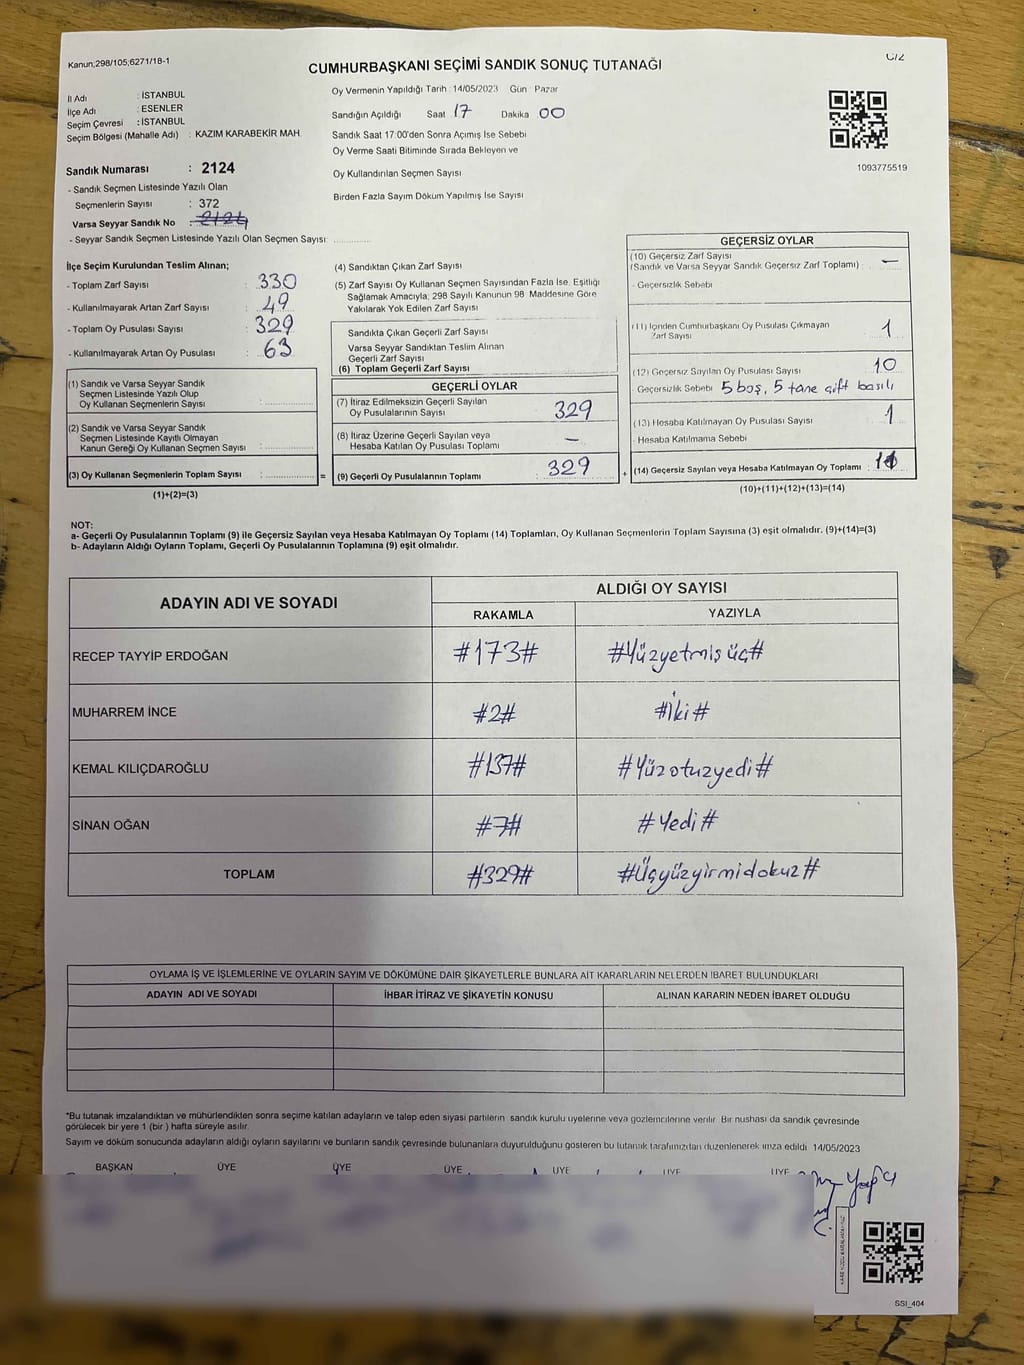 Kanun;298/105;6271/18-1
C/2
CUMHURBAŞKANI SEÇİMİ SANDIK SONUÇ TUTANAĞI
İl Adı : İSTANBUL
İlçe Adı : ESENLER
Seçim Çevresi : İSTANBUL
Seçim Bölgesi (Mahalle Adı) : KAZIM KARABEKİR MAH.
Sandık Numarası : 2124
- Sandık Seçmen Listesinde Yazılı Olan
Seçmenlerin Sayısı : 372
Varsa Seyyar Sandık No : 2124
- Seyyar Sandık Seçmen Listesinde Yazılı Olan Seçmen Sayısı:
Oy Vermenin Yapıldığı Tarih : 14/05/2023 Gün : Pazar
Sandığın Açıldığı Saat 17 Dakika 00
Sandık Saat 17:00'den Sonra Açımış İse Sebebi
Oy Verme Saati Bitiminde Sırada Bekleyen ve
Oy Kullandırılan Seçmen Sayısı
Birden Fazla Sayım Döküm Yapılmış İse Sayısı
1093775519
İlçe Seçim Kurulundan Teslim Alınan;
- Toplam Zarf Sayısı : 330
- Kullanılmayarak Artan Zarf Sayısı : 49
- Toplam Oy Pusulası Sayısı : 329
- Kullanılmayarak Artan Oy Pusulası : 63
(1) Sandık ve Varsa Seyyar Sandık
Seçmen Listesinde Yazılı Olup
Oy Kullanan Seçmenlerin Sayısı :
(2) Sandık ve Varsa Seyyar Sandık
Seçmen Listesinde Kayıtlı Olmayan
Kanun Gereği Oy Kullanan Seçmen Sayısı :
(3) Oy Kullanan Seçmenlerin Toplam Sayısı : =
(1)+(2)=(3)
(4) Sandıktan Çıkan Zarf Sayısı
(5) Zarf Sayısı Oy Kullanan Seçmen Sayısından Fazla İse, Eşitliği
Sağlamak Amacıyla; 298 Sayılı Kanunun 98. Maddesine Göre
Yakılarak Yok Edilen Zarf Sayısı
Sandıkta Çıkan Geçerli Zarf Sayısı
Varsa Seyyar Sandıktan Teslim Alınan
Geçerli Zarf Sayısı
(6) Toplam Geçerli Zarf Sayısı
GEÇERLİ OYLAR
(7) İtiraz Edilmeksizin Geçerli Sayılan
Oy Pusulalarının Sayısı : 329
(8) İtiraz Üzerine Geçerli Sayılan veya
Hesaba Katılan Oy Pusulası Toplamı : –
(9) Geçerli Oy Pusulalarının Toplamı : 329 +
GEÇERSİZ OYLAR
(10) Geçersiz Zarf Sayısı
(Sandık ve Varsa Seyyar Sandık Geçersiz Zarf Toplamı) : –
- Geçersizlik Sebebi
(11) İçinden Cumhurbaşkanı Oy Pusulası Çıkmayan
Zarf Sayısı 1
(12) Geçersiz Sayılan Oy Pusulası Sayısı 10
- Geçersizlik Sebebi 5 boş, 5 tane çift basılı
(13) Hesaba Katılmayan Oy Pusulası Sayısı 1
- Hesaba Katılmama Sebebi
(14) Geçersiz Sayılan veya Hesaba Katılmayan Oy Toplamı :
(10)+(11)+(12)+(13)=(14)
NOT:
a- Geçerli Oy Pusulalarının Toplamı (9) ile Geçersiz Sayılan veya Hesaba Katılmayan Oy Toplamı (14) Toplamları, Oy Kullanan Seçmenlerin Toplam Sayısına (3) eşit olmalıdır. (9)+(14)=(3)
b- Adayların Aldığı Oyların Toplamı, Geçerli Oy Pusulalarının Toplamına (9) eşit olmalıdır.
ADAYIN ADI VE SOYADI
ALDIĞI OY SAYISI
RAKAMLA YAZIYLA
RECEP TAYYİP ERDOĞAN #173# #Yüzyetmiş üç#
MUHARREM İNCE #2# #İki#
KEMAL KILIÇDAROĞLU #137# #Yüzotuzyedi#
SİNAN OĞAN #7# #Yedi#
TOPLAM #329# #Üçyüzyirmidokuz#
OYLAMA İŞ VE İŞLEMLERİNE VE OYLARIN SAYIM VE DÖKÜMÜNE DAİR ŞİKAYETLERLE BUNLARA AİT KARARLARIN NELERDEN İBARET BULUNDUKLARI
ADAYIN ADI VE SOYADI İHBAR İTİRAZ VE ŞİKAYETİN KONUSU ALINAN KARARIN NEDEN İBARET OLDUĞU
*Bu tutanak imzalandıktan ve mühürlendikten sonra seçime katılan adayların ve talep eden siyasi partilerin sandık kurulu üyelerine veya gözlemcilerine verilir. Bir nushası da sandık çevresinde
görülecek bir yere 1 (bir ) hafta süreyle asılır.
Sayım ve döküm sonucunda adayların aldığı oyların sayılarını ve bunların sandık çevresinde bulunanlara duyurulduğunu gösteren bu tutanak tarafımızdan düzenlenerek imza edildi. 14/05/2023
BAŞKAN ÜYE ÜYE ÜYE ÜYE ÜYE ÜYE
SSI_404